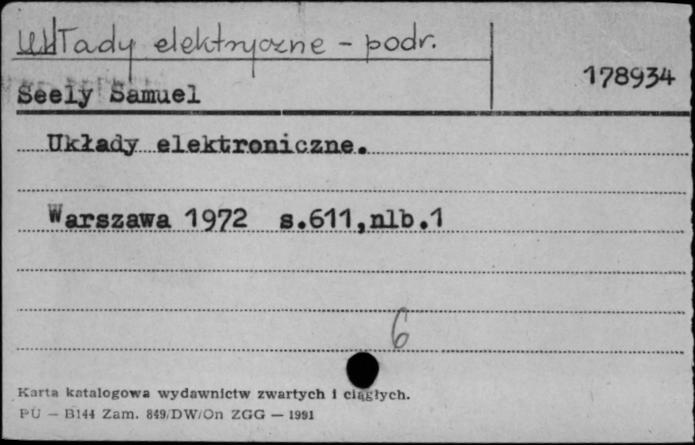 Układy elektryczne - podr.
178934
Seely Samuel
Układy elektroniczne.
Warszawa 1972 s.611,nlb.1
6
Karta katalogowa wydawnictw zwartych i ciągłych.
PU — B144 Zam. 849/DW/On ZGG — 1991